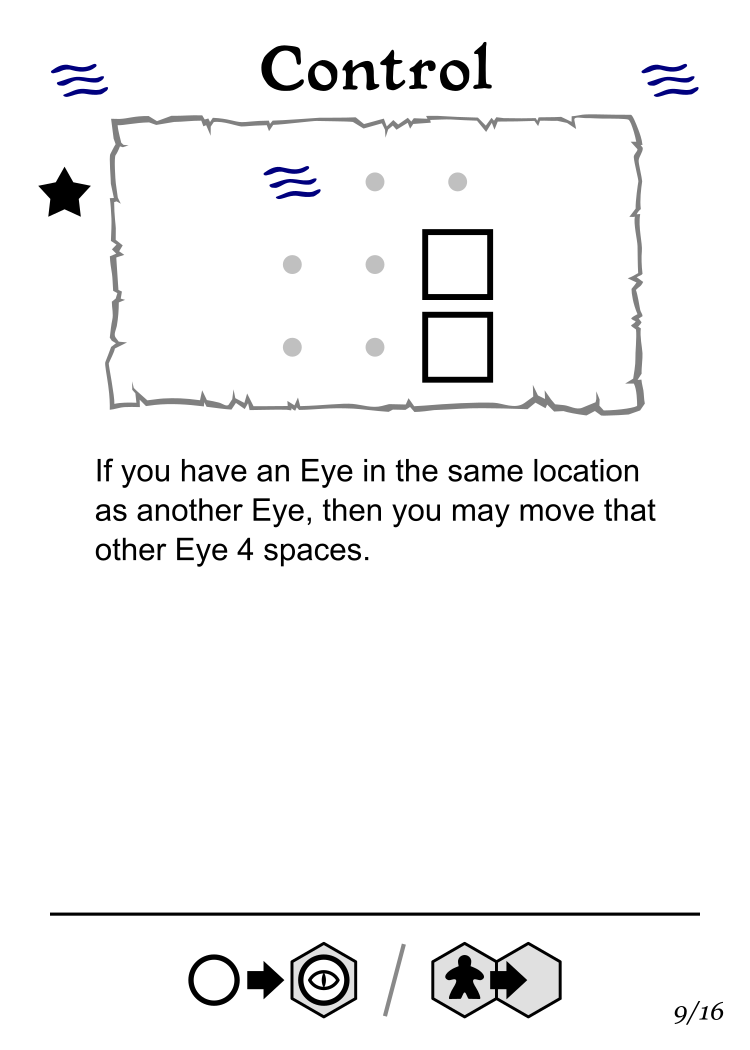 Control
If you have an Eye in the same location
as another Eye, then you may move that
other Eye 4 spaces.
9/16